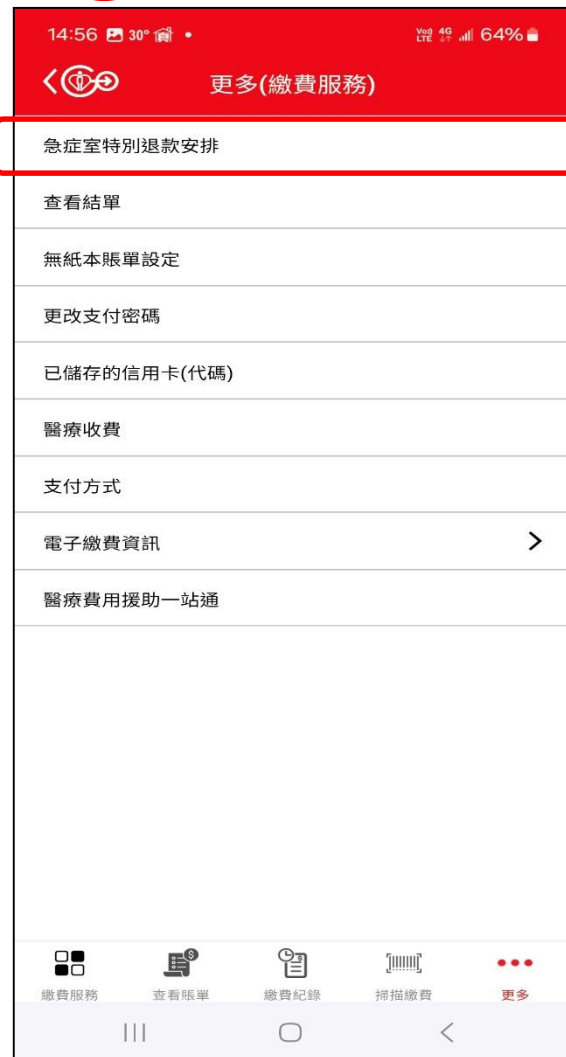 14:56 30° • Vo)) LTE 4G 64%
更多(繳費服務)
急症室特別退款安排
查看結單
無紙本賬單設定
更改支付密碼
已儲存的信用卡(代碼)
醫療收費
支付方式
電子繳費資訊
醫療費用援助一站通
繳費服務 查看賬單 繳費紀錄 掃描繳費 更多